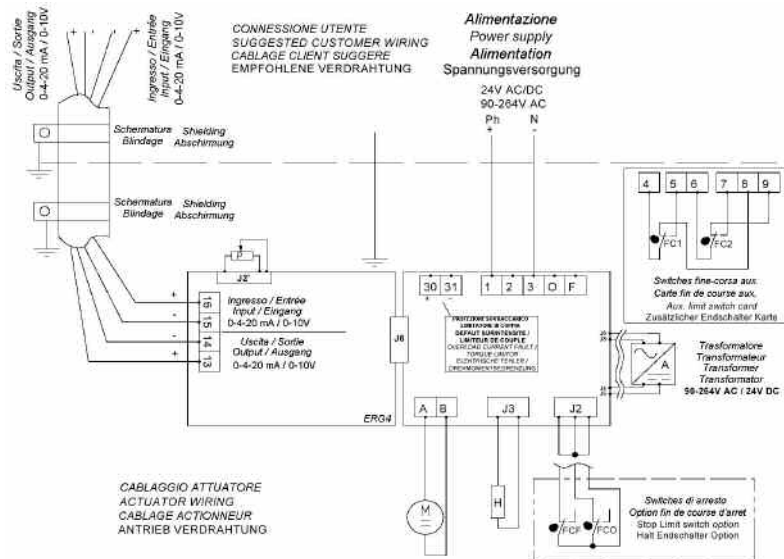 Uscita / Sortie
Output / Ausgang
0-4-20 mA / 0-10V
+ - - +
Ingresso / Entrée
Input / Eingang
0-4-20 mA / 0-10V
CONNESSIONE UTENTE
SUGGESTED CUSTOMER WIRING
CABLAGE CLIENT SUGGERE
EMPFOHLENE VERDRAHTUNG
Alimentazione
Power supply
Alimentation
Spannungsversorgung
24V AC/DC
90-264V AC
Ph N
+ -
Schermatura Shielding
Blindage Abschirmung
Schermatura Shielding
Blindage Abschirmung
4 5 6 7 8 9
FC1 FC2
Switches fine-corsa aux.
Carte fin de course aux.
Aux. limit switch card
Zusätzlicher Endschalter Karte
P
J2'
+ 16
- 15
- 14
+ 13
Ingresso / Entrée
Input / Eingang
0-4-20 mA / 0-10V
Uscita / Sortie
Output / Ausgang
0-4-20 mA / 0-10V
ERG4
J6
30 31 1 2 3 O F
+ -
LIMITEUR DE COUPLE
A B J3 J2
Trasformatore
Transformateur
Transformer
Transformator
90-264V AC / 24V DC
A
M
H
CABLAGGIO ATTUATORE
ACTUATOR WIRING
CABLAGE ACTIONNEUR
ANTRIEB VERDRAHTUNG
FCF FCO
Switches di arresto
Option fin de course d'arret
Stop Limit switch option
Halt Endschalter Option